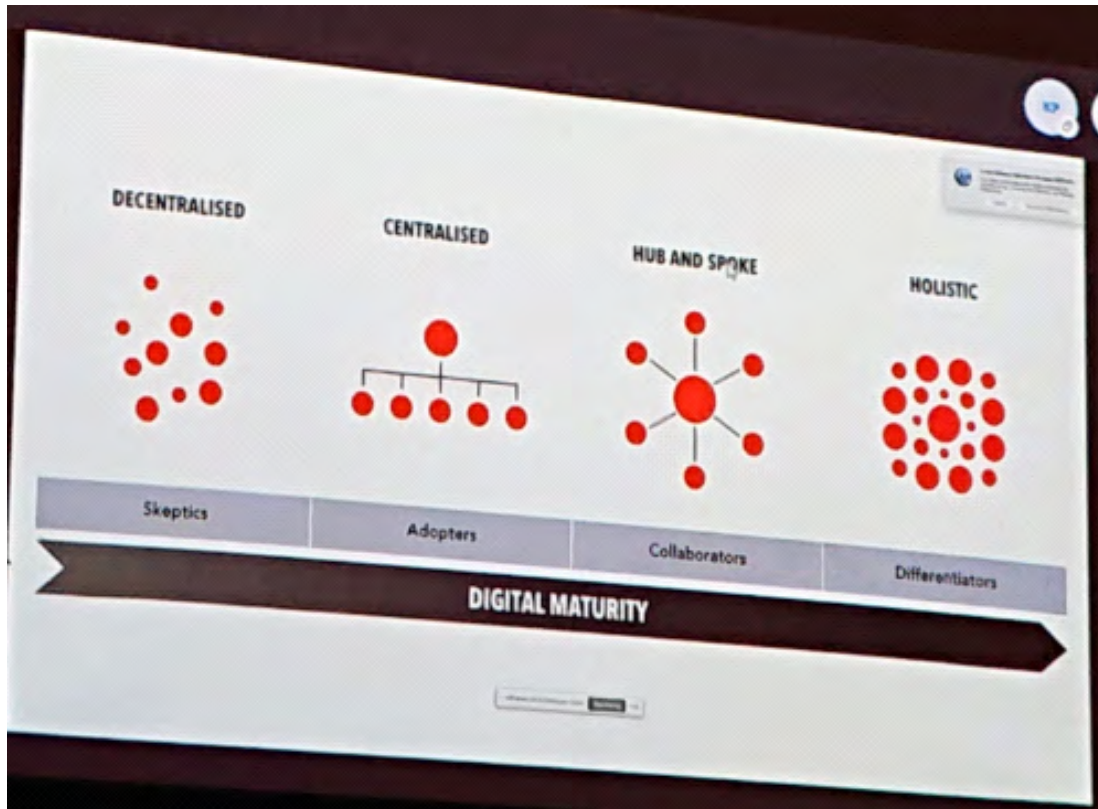 DECENTRALISED
CENTRALISED
HUB AND SPOKE
HOLISTIC
Skeptics
Adopters
Collaborators
Differentiators
DIGITAL MATURITY